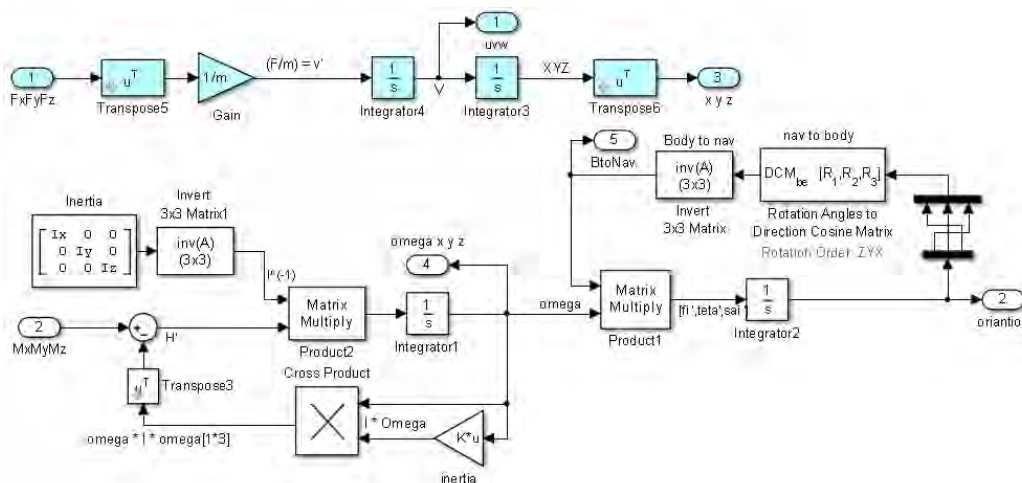 1
uvw
(F/m) = v'
XYZ
1
FxFyFz
u^T
Transpose5
1/m
Gain
1
s
Integrator4
V
1
s
Integrator3
u^T
Transpose6
3
x y z
5
BtoNav.
Body to nav
inv(A)
(3x3)
Invert
3x3 Matrix
nav to body
DCM_be [R_1,R_2,R_3]
Rotation Angles to
Direction Cosine Matrix
Rotation Order: ZYX
Inertia
Ix 0 0
0 Iy 0
0 0 Iz
Invert
3x3 Matrix1
inv(A)
(3x3)
I^(-1)
omega x y z
4
2
MxMyMz
H'
Matrix
Multiply
Product2
1
s
Integrator1
omega
Matrix
Multiply
Product1
[fi',teta',sai'
1
s
Integrator2
2
oriantio
u^T
Transpose3
Cross Product
I * Omega
K*u
inertia
omega * I * omega[1*3]